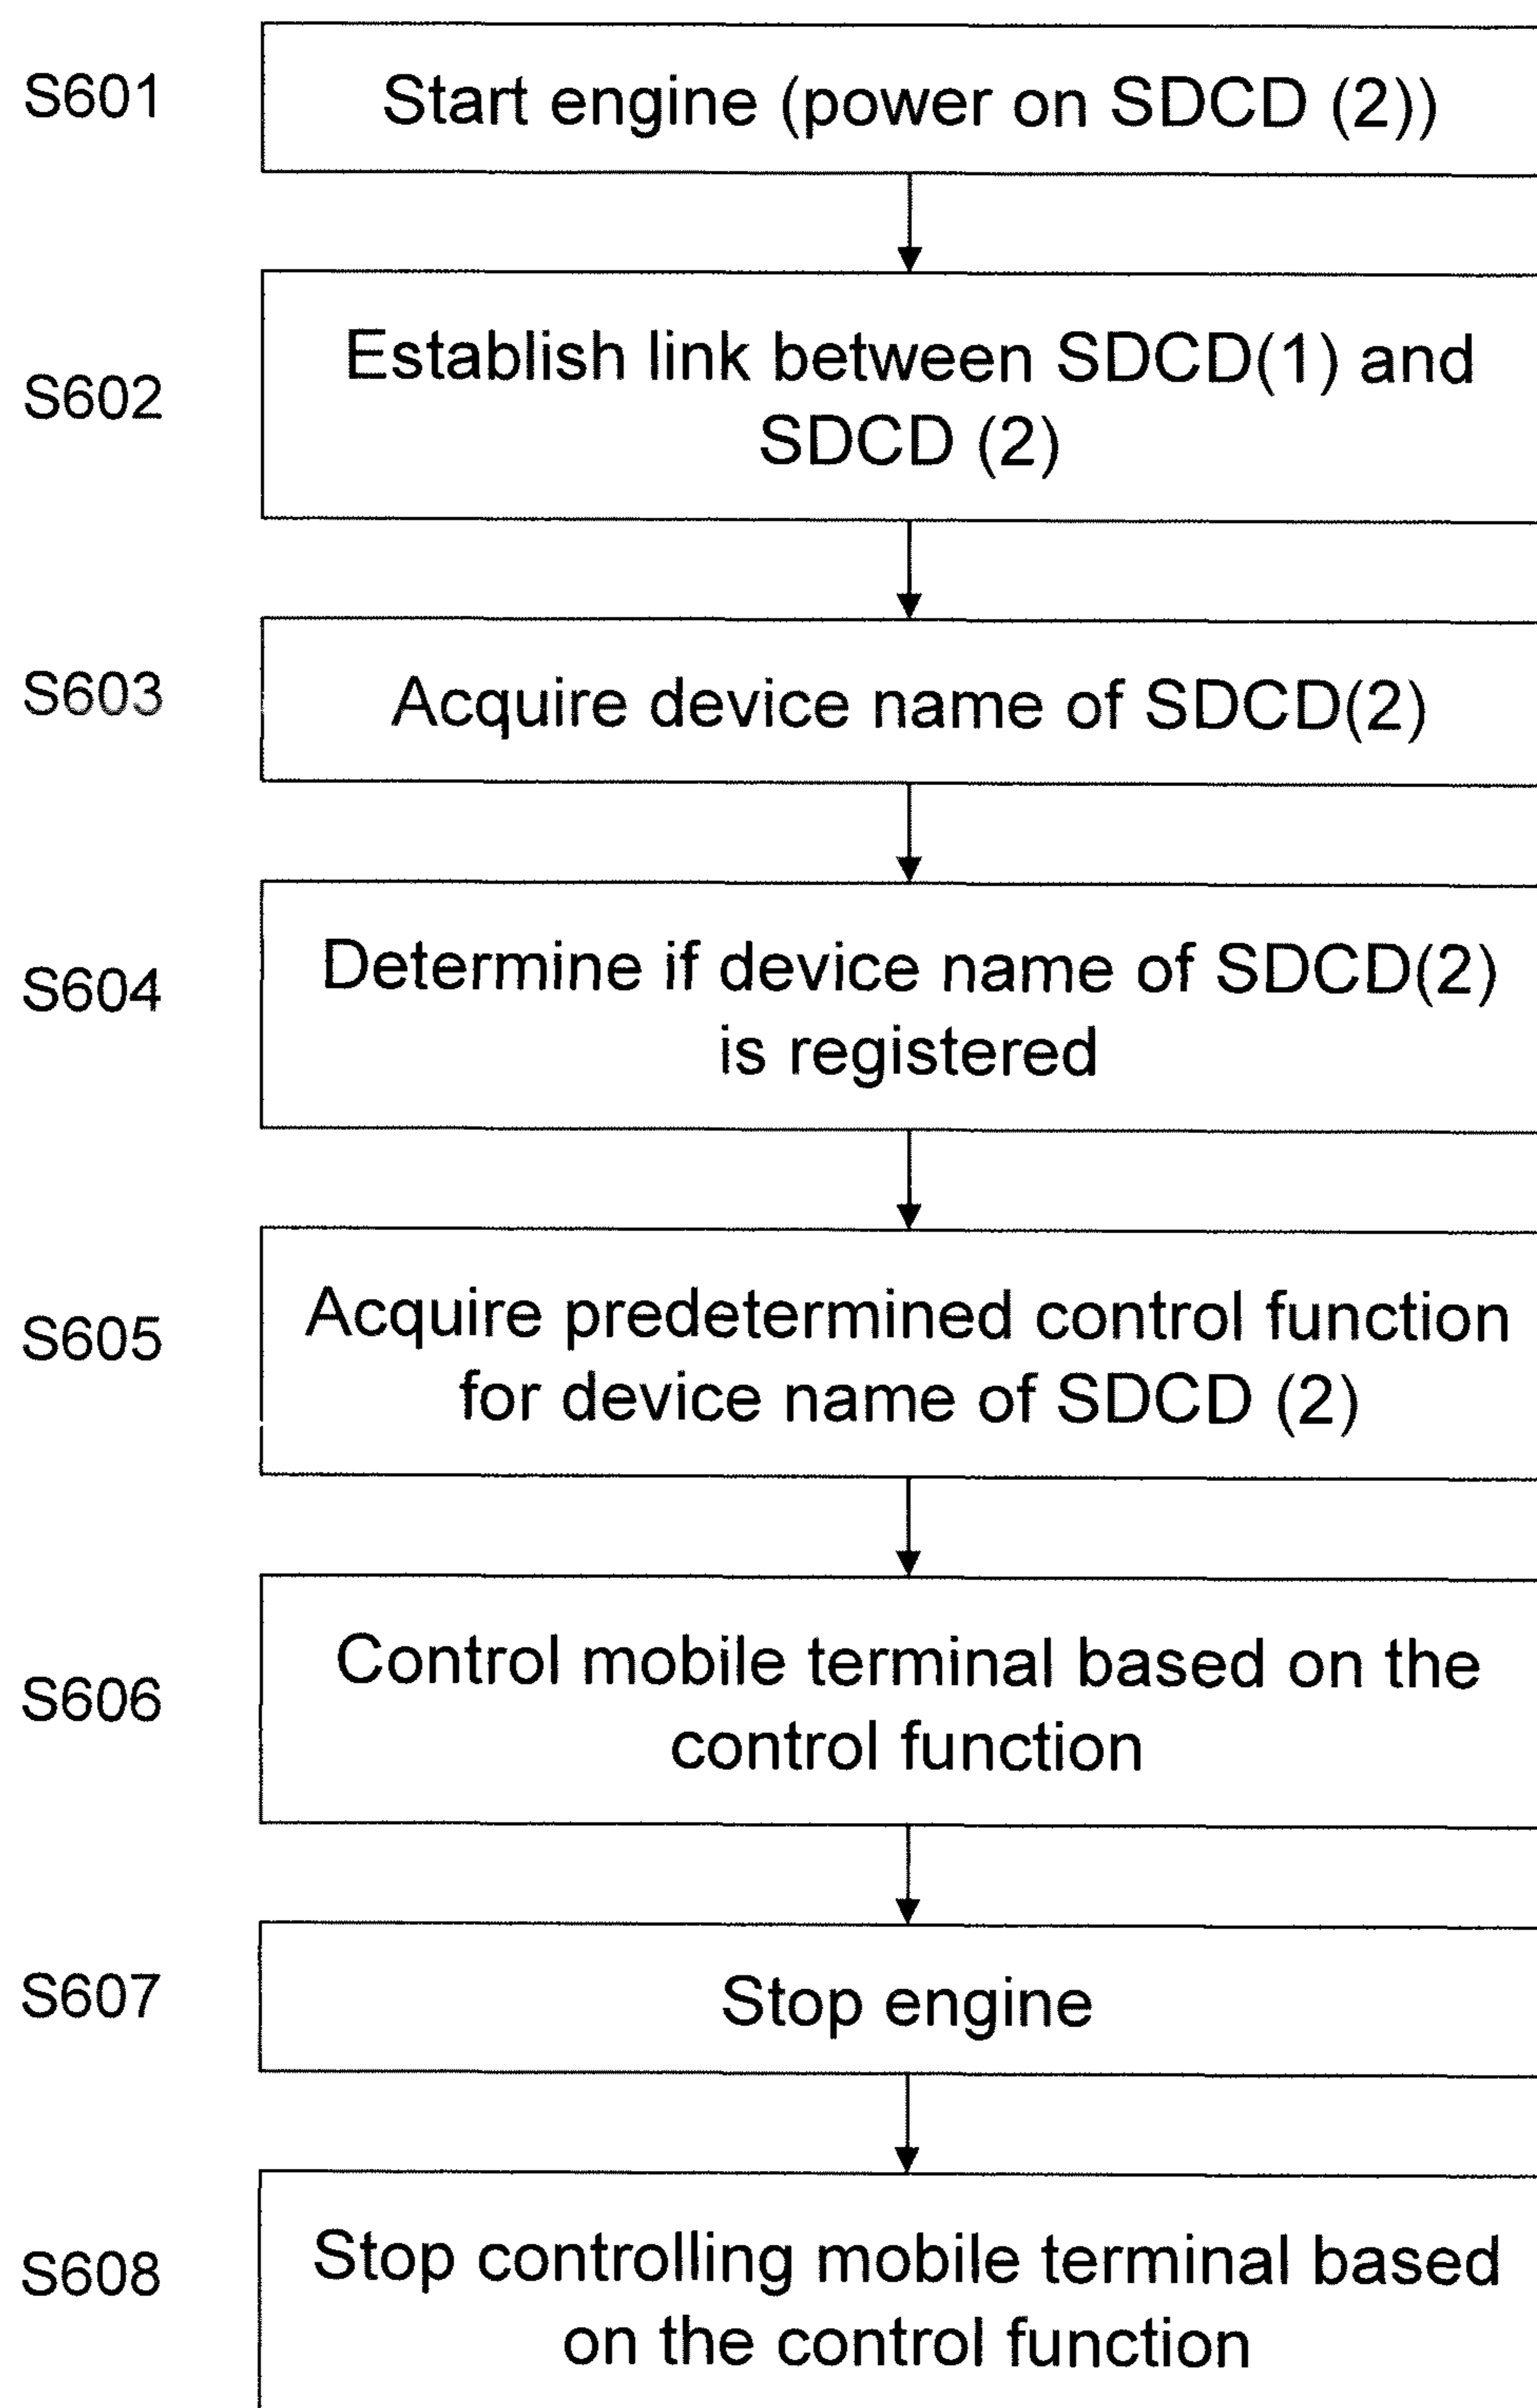 S601
Start engine (power on SDCD (2))
S602
Establish link between SDCD(1) and
SDCD (2)
S603
Acquire device name of SDCD(2)
S604
Determine if device name of SDCD(2)
is registered
S605
Acquire predetermined control function
for device name of SDCD (2)
S606
Control mobile terminal based on the
control function
S607
Stop engine
S608
Stop controlling mobile terminal based
on the control function